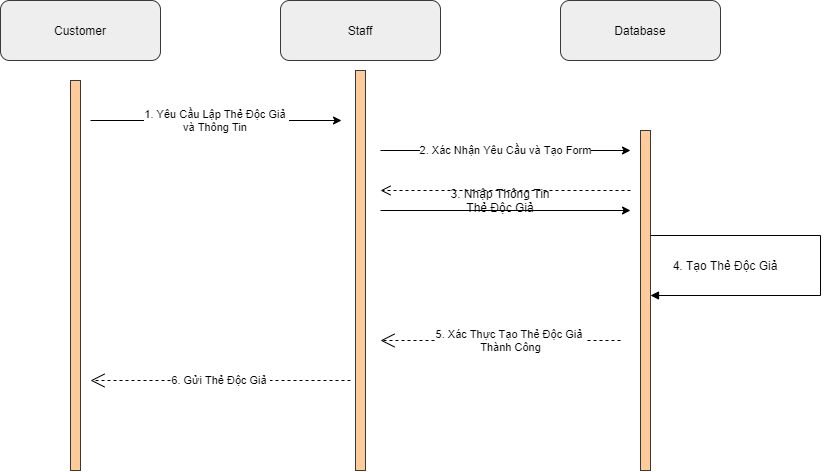 Customer
Staff
Database
1. Yêu Cầu Lập Thẻ Độc Giả
và Thông Tin
2. Xác Nhận Yêu Cầu và Tạo Form
3. Nhập Thông Tin
Thẻ Độc Giả
4. Tạo Thẻ Độc Giả
5. Xác Thực Tạo Thẻ Độc Giả
Thành Công
6. Gửi Thẻ Độc Giả